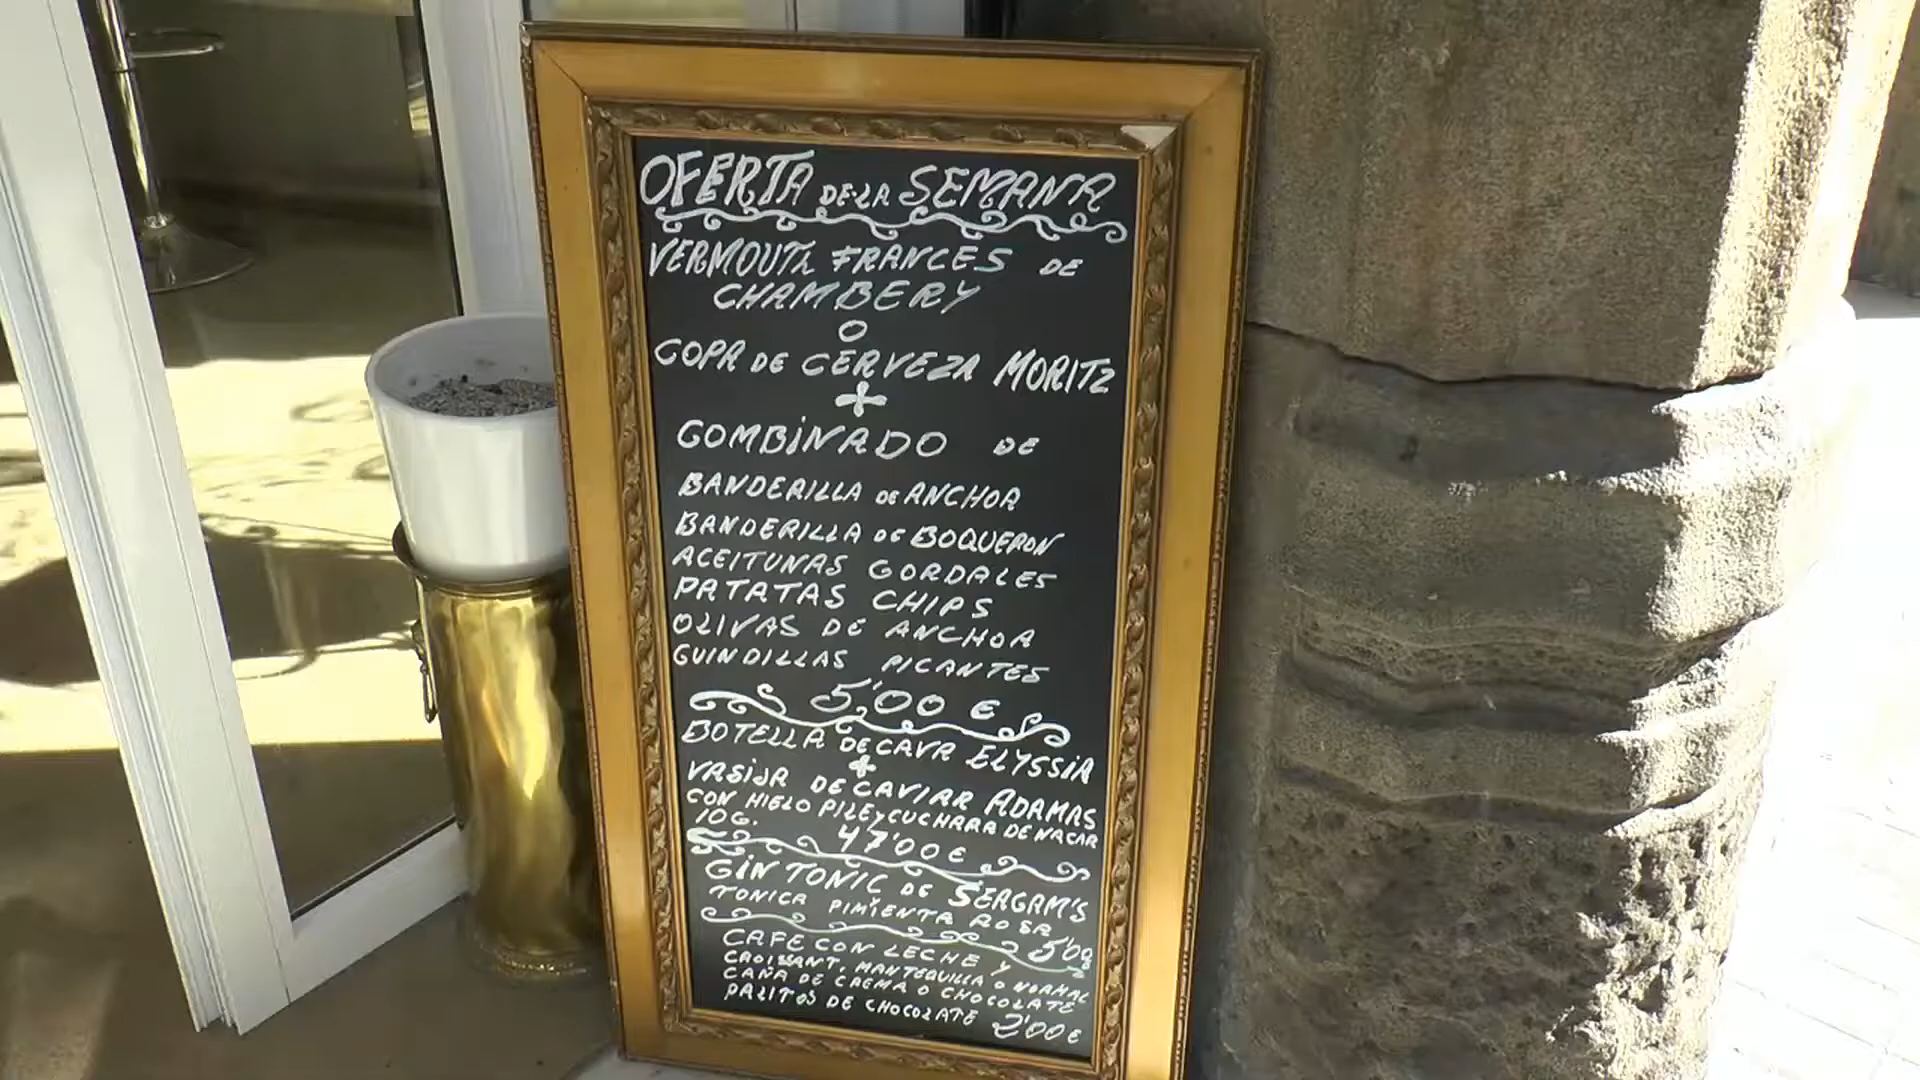 OFERTA DE LA SEMANA
VERMOUTH FRANCES DE
CHAMBERY
O
COPA DE CERVEZA MORITZ
+
COMBINADO DE
BANDERILLA DE ANCHOA
BANDERILLA DE BOQUERON
ACEITUNAS GORDALES
PATATAS CHIPS
OLIVAS DE ANCHOA
GUINDILLAS PICANTES
5'00 €
BOTELLA DE CAVA ELYSSIA
+
VASIJA DE CAVIAR ADAMAS
CON HIELO PILE Y CUCHARA DE NACAR
10G. 47'00 €
GIN TONIC DE SEAGRAM'S
TONICA PIMIENTA ROSA
5'00
CAFE CON LECHE Y
CROISSANT, MANTEQUILLA O NORMAL
CAÑA DE CREMA O CHOCOLATE
PALITOS DE CHOCOLATE 2'00 €